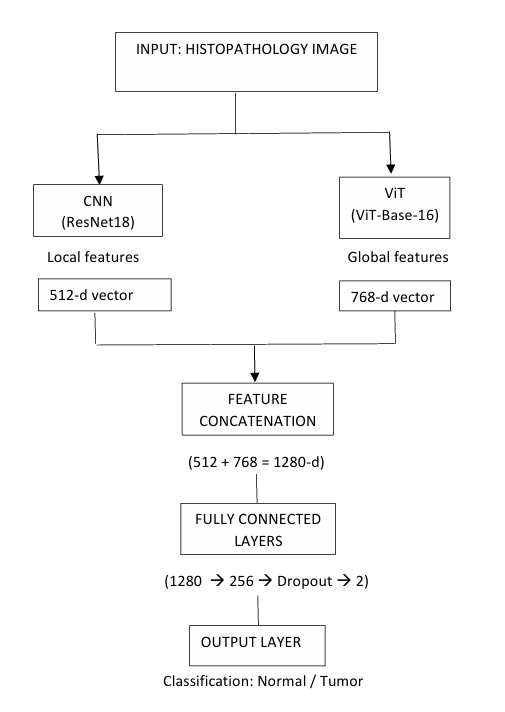 INPUT: HISTOPATHOLOGY IMAGE
CNN
(ResNet18)
ViT
(ViT-Base-16)
Local features
Global features
512-d vector
768-d vector
FEATURE
CONCATENATION
(512 + 768 = 1280-d)
FULLY CONNECTED
LAYERS
(1280 → 256 → Dropout → 2)
OUTPUT LAYER
Classification: Normal / Tumor